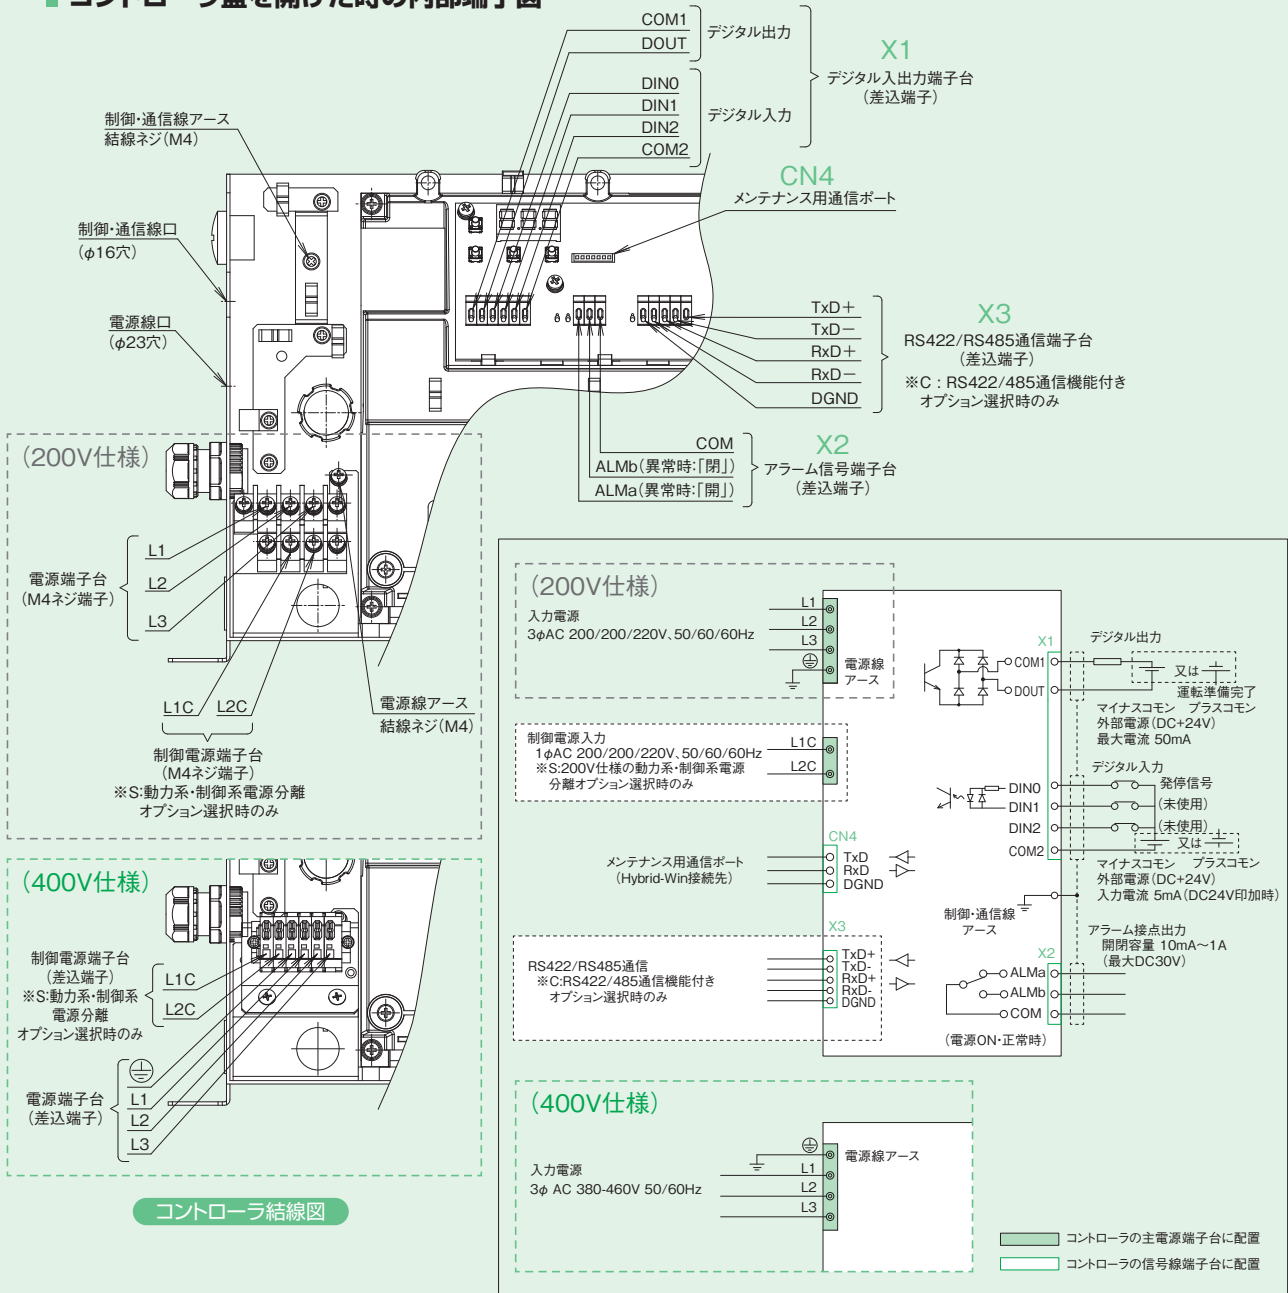 コントローラ蓋を開けた時の内部端子図
COM1
DOUT
デジタル出力
DIN0
DIN1
DIN2
COM2
デジタル入力
X1
デジタル入出力端子台
(差込端子)
制御・通信線アース
結線ネジ(M4)
CN4
メンテナンス用通信ポート
制御・通信線口
(φ16穴)
電源線口
(φ23穴)
TxD+
TxD−
RxD+
RxD−
DGND
X3
RS422/RS485通信端子台
(差込端子)
※C:RS422/485通信機能付き
オプション選択時のみ
COM
ALMb(異常時:「閉」)
ALMa(異常時:「開」)
X2
アラーム信号端子台
(差込端子)
(200V仕様)
電源端子台
(M4ネジ端子)
L1
L2
L3
L1C
L2C
制御電源端子台
(M4ネジ端子)
※S:動力系・制御系電源分離
オプション選択時のみ
電源線アース
結線ネジ(M4)
(400V仕様)
制御電源端子台
(差込端子)
※S:動力系・制御系
電源分離
オプション選択時のみ
L1C
L2C
電源端子台
(差込端子)
L1
L2
L3
コントローラ結線図
(200V仕様)
入力電源
3φAC 200/200/220V、50/60/60Hz
L1
L2
L3
電源線
アース
制御電源入力
1φAC 200/200/220V、50/60/60Hz
※S:200V仕様の動力系・制御系電源
分離オプション選択時のみ
L1C
L2C
メンテナンス用通信ポート
(Hybrid-Win接続先)
CN4
TxD
RxD
DGND
RS422/RS485通信
※C:RS422/485通信機能付き
オプション選択時のみ
X3
TxD+
TxD-
RxD+
RxD-
DGND
X1
COM1
DOUT
デジタル出力
又は
運転準備完了
マイナスコモン プラスコモン
外部電源(DC+24V)
最大電流 50mA
デジタル入力
DIN0
DIN1
DIN2
COM2
発停信号
(未使用)
(未使用)
又は
マイナスコモン プラスコモン
外部電源(DC+24V)
入力電流 5mA(DC24V印加時)
制御・通信線
アース
アラーム接点出力
開閉容量 10mA〜1A
(最大DC30V)
X2
ALMa
ALMb
COM
(電源ON・正常時)
(400V仕様)
入力電源
3φ AC 380-460V 50/60Hz
L1
L2
L3
電源線アース
コントローラの主電源端子台に配置
コントローラの信号線端子台に配置